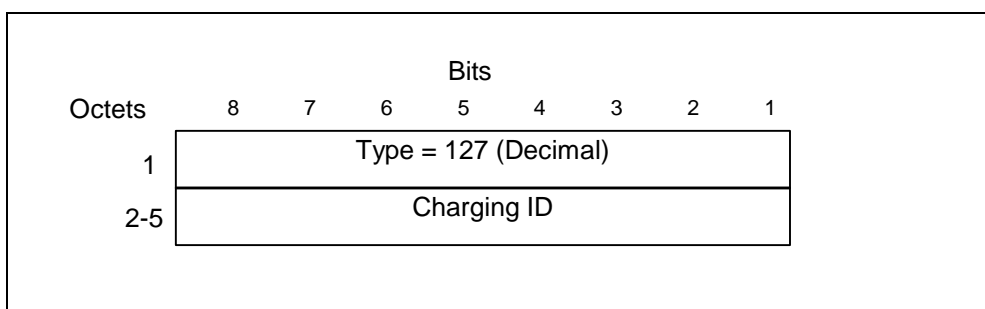 Bits
Octets 8 7 6 5 4 3 2 1
1 Type = 127 (Decimal)
2-5 Charging ID